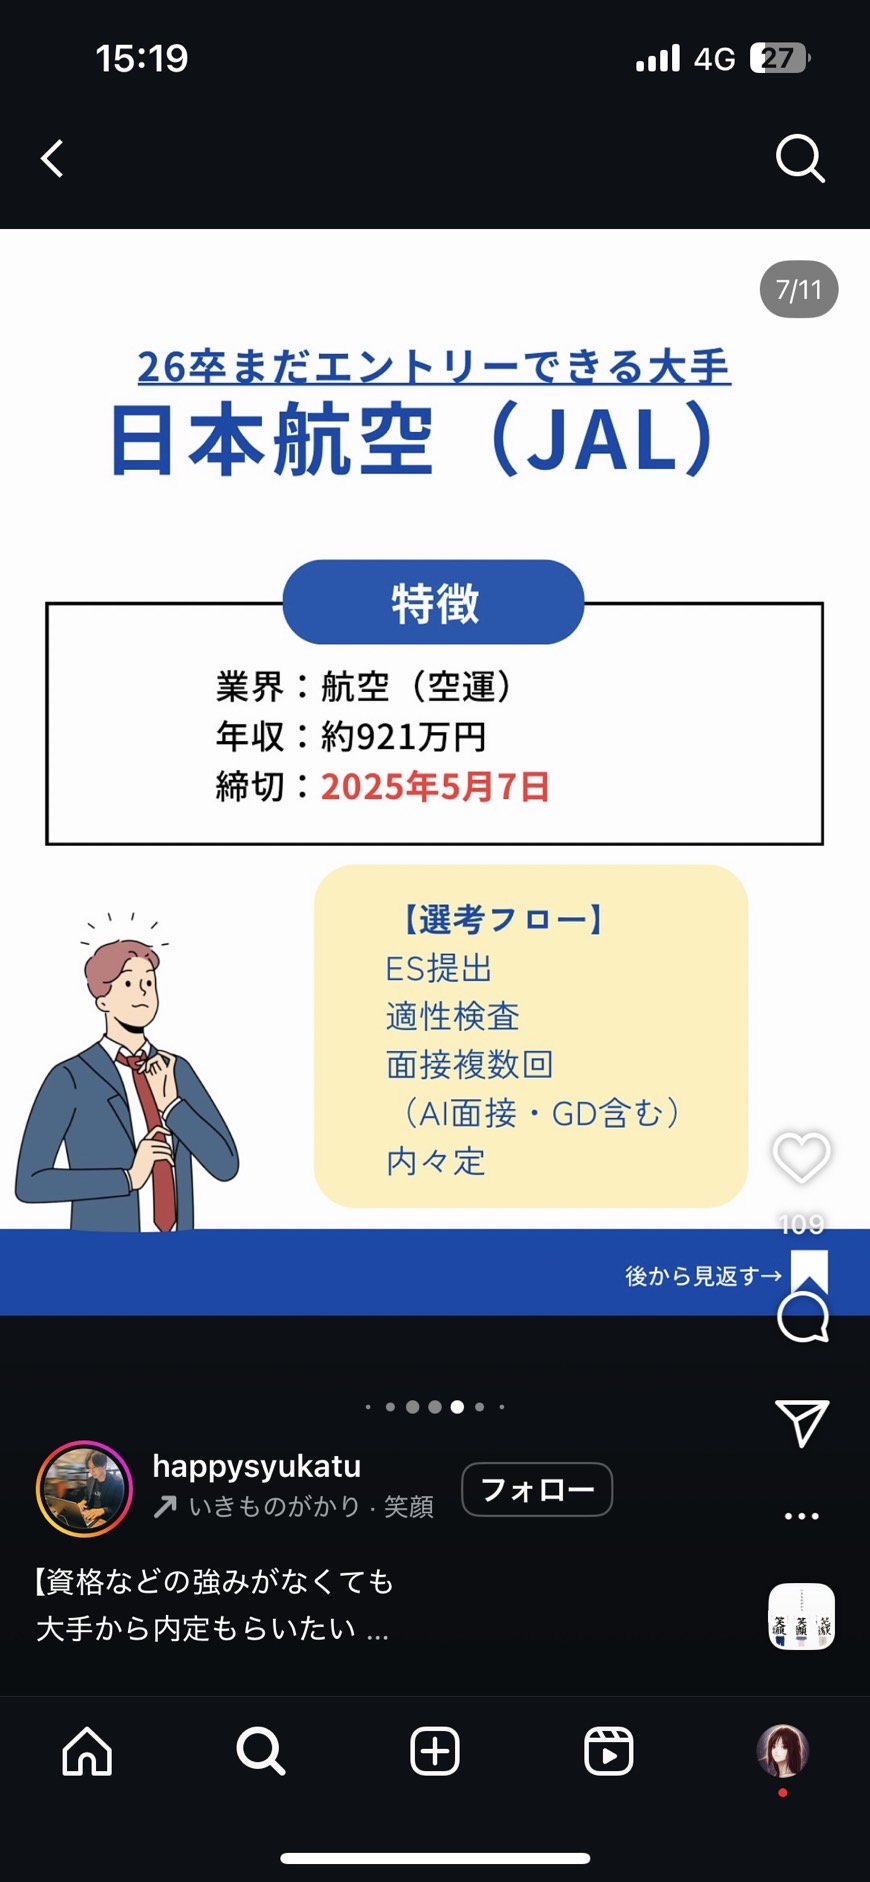 15:19
4G
27
7/11
26卒まだエントリーできる大手
日本航空（JAL）
特徴
業界：航空（空運）
年収：約921万円
締切：2025年5月7日
【選考フロー】
ES提出
適性検査
面接複数回
（AI面接・GD含む）
内々定
109
後から見返す→
happysyukatu
いきものがかり · 笑顔
フォロー
【資格などの強みがなくても
大手から内定もらいたい ...
笑顔 笑顔 笑顔